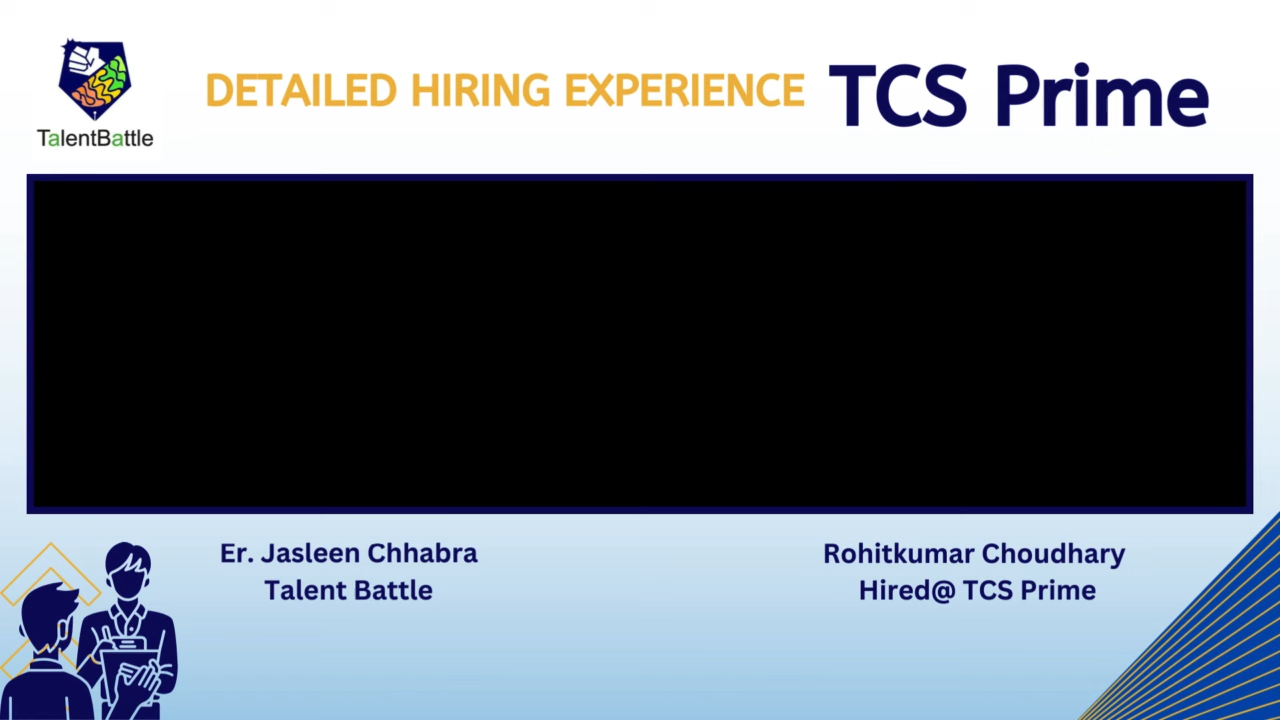 DETAILED HIRING EXPERIENCE TCS Prime
TalentBattle
Er. Jasleen Chhabra
Talent Battle
Rohitkumar Choudhary
Hired@ TCS Prime